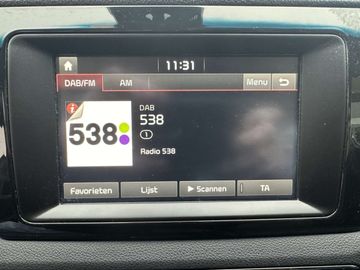 11:31
DAB/FM AM Menu
i
538
DAB
538
1
Radio 538
Favorieten Lijst Scannen TA